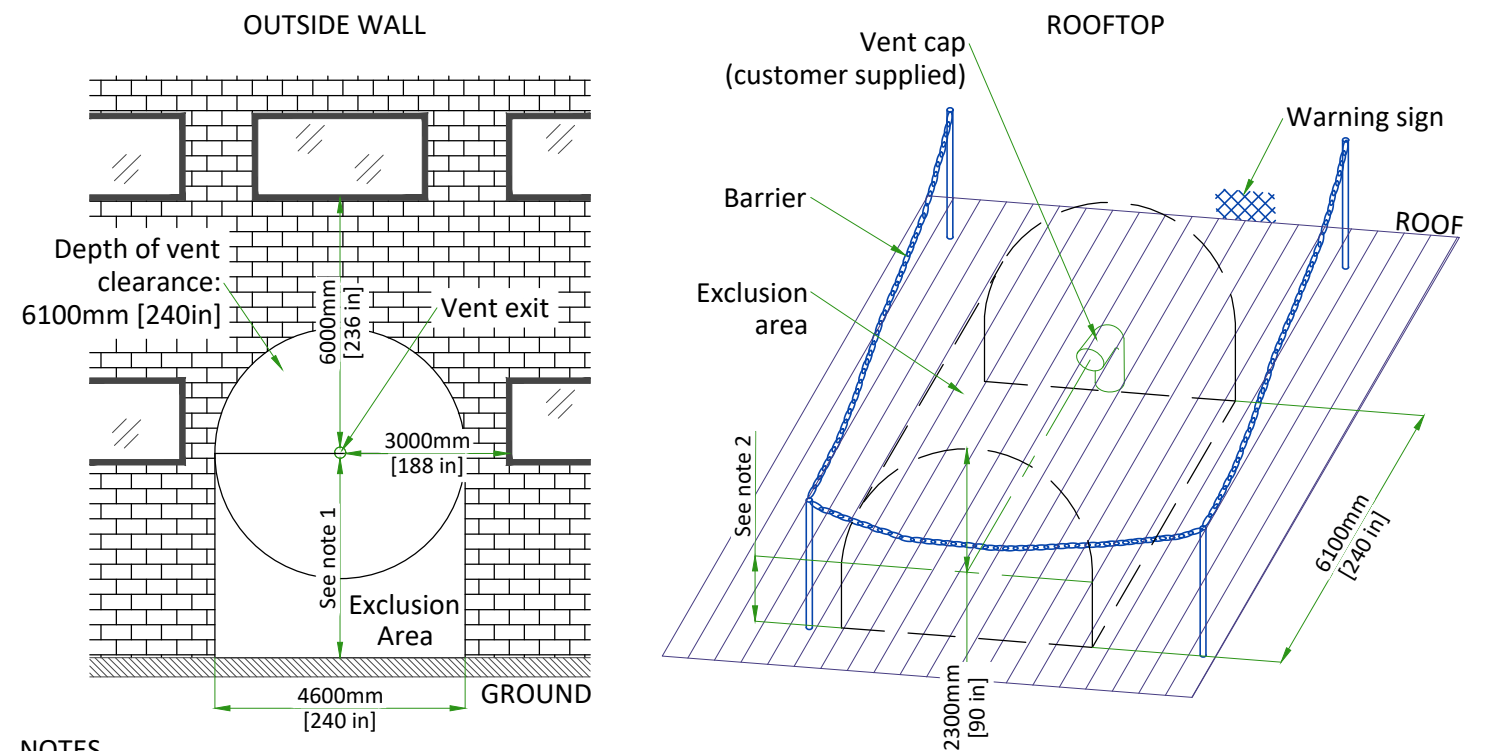 OUTSIDE WALL
Depth of vent
clearance:
6100mm [240in]
6000mm
[236 in]
Vent exit
3000mm
[188 in]
See note 1
Exclusion
Area
4600mm
[240 in]
GROUND
ROOFTOP
Vent cap
(customer supplied)
Warning sign
Barrier
ROOF
Exclusion
area
See note 2
6100mm
[240 in]
2300mm
[90 in]
NOTES